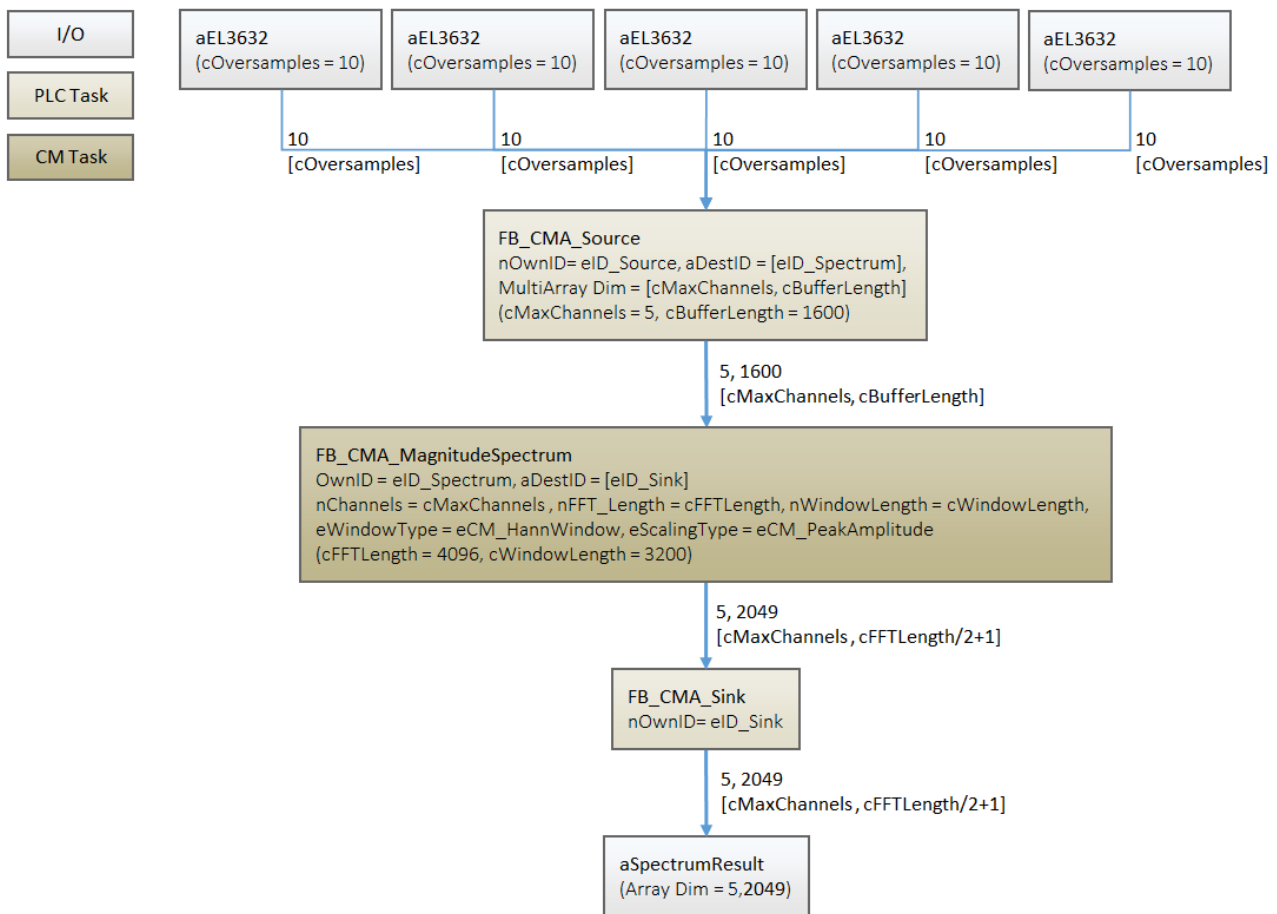 I/O
PLC Task
CM Task
aEL3632
(cOversamples = 10)
aEL3632
(cOversamples = 10)
aEL3632
(cOversamples = 10)
aEL3632
(cOversamples = 10)
aEL3632
(cOversamples = 10)
10
[cOversamples]
10
[cOversamples]
10
[cOversamples]
10
[cOversamples]
10
[cOversamples]
FB_CMA_Source
nOwnID= eID_Source, aDestID = [eID_Spectrum],
MultiArray Dim = [cMaxChannels, cBufferLength]
(cMaxChannels = 5, cBufferLength = 1600)
5, 1600
[cMaxChannels, cBufferLength]
FB_CMA_MagnitudeSpectrum
OwnID = eID_Spectrum, aDestID = [eID_Sink]
nChannels = cMaxChannels , nFFT_Length = cFFTLength, nWindowLength = cWindowLength,
eWindowType = eCM_HannWindow, eScalingType = eCM_PeakAmplitude
(cFFTLength = 4096, cWindowLength = 3200)
5, 2049
[cMaxChannels , cFFTLength/2+1]
FB_CMA_Sink
nOwnID= eID_Sink
5, 2049
[cMaxChannels , cFFTLength/2+1]
aSpectrumResult
(Array Dim = 5,2049)